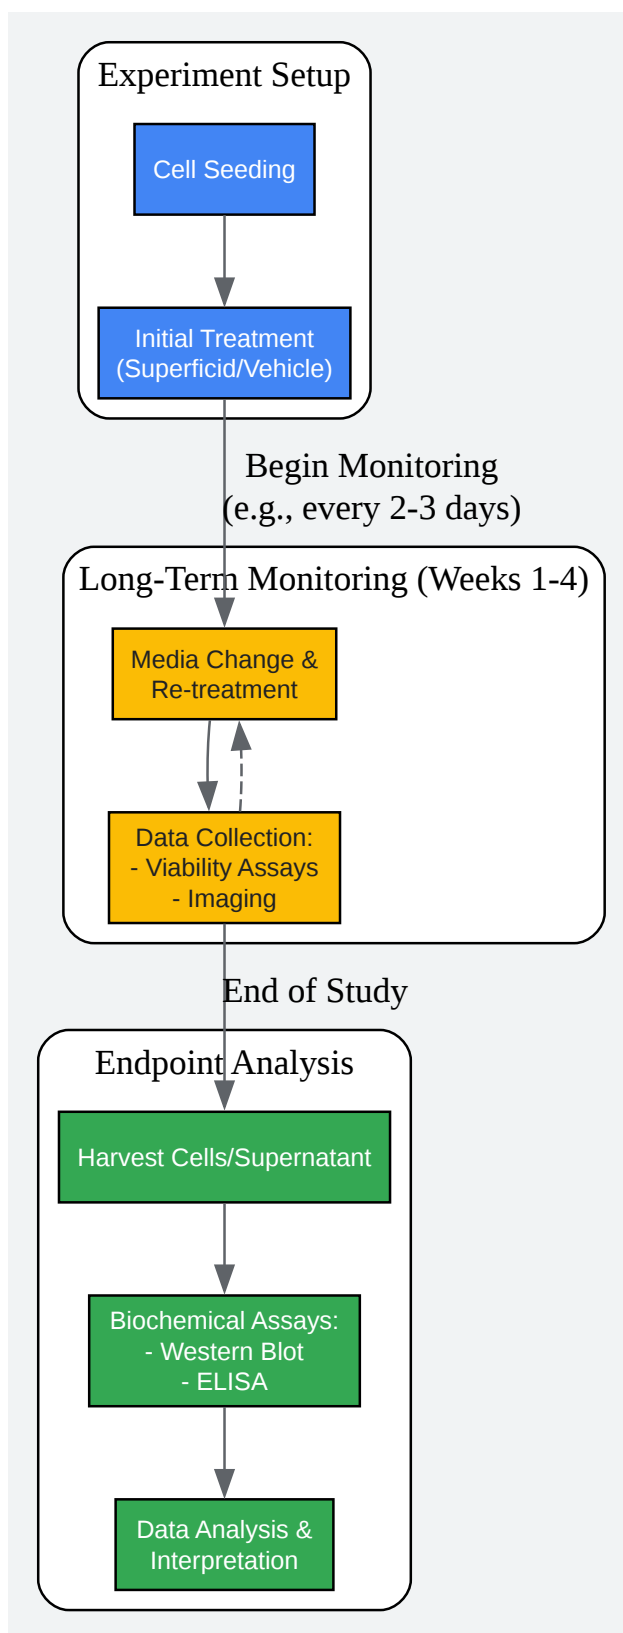 Experiment Setup
Cell Seeding
Initial Treatment
(Superficid/Vehicle)
Begin Monitoring
(e.g., every 2-3 days)
Long-Term Monitoring (Weeks 1-4)
Media Change &
Re-treatment
Data Collection:
- Viability Assays
- Imaging
End of Study
Endpoint Analysis
Harvest Cells/Supernatant
Biochemical Assays:
- Western Blot
- ELISA
Data Analysis &
Interpretation